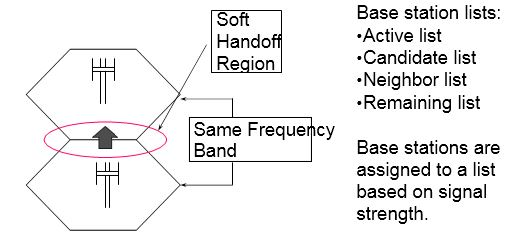 Soft
Handoff
Region
Same Frequency
Band
Base station lists:
•Active list
•Candidate list
•Neighbor list
•Remaining list
Base stations are
assigned to a list
based on signal
strength.